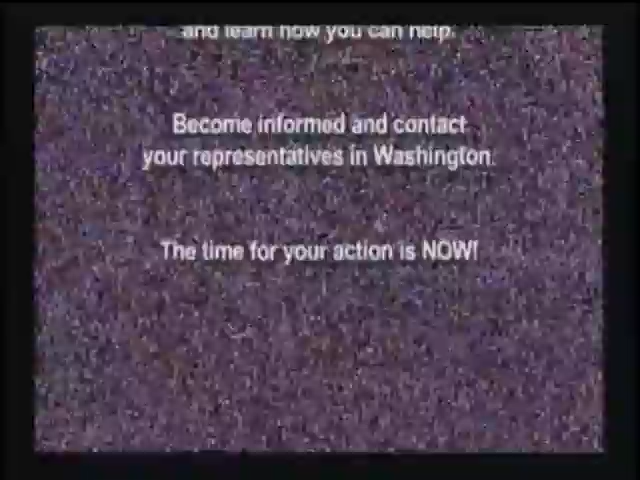 and learn how you can help.
Become informed and contact
your representatives in Washington.
The time for your action is NOW!